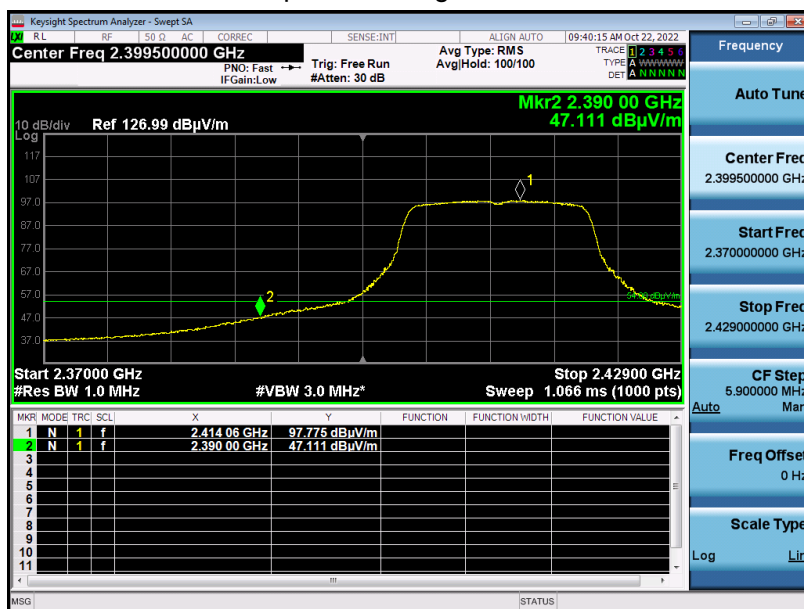 Keysight Spectrum Analyzer - Swept SA
LXI RL RF 50 Ω AC CORREC SENSE:INT ALIGN AUTO 09:40:15 AM Oct 22, 2022
Center Freq 2.399500000 GHz
PNO: Fast
IFGain:Low
Trig: Free Run
#Atten: 30 dB
Avg Type: RMS
Avg|Hold: 100/100
TRACE 1 2 3 4 5 6
TYPE A WWWWW
DET A N N N N N
Mkr2 2.390 00 GHz
47.111 dBµV/m
10 dB/div Ref 126.99 dBµV/m
Log
117
107
97.0
87.0
77.0
67.0
57.0
47.0
37.0
1
2
Start 2.37000 GHz Stop 2.42900 GHz
#Res BW 1.0 MHz #VBW 3.0 MHz* Sweep 1.066 ms (1000 pts)
MKR MODE TRC SCL X Y FUNCTION FUNCTION WIDTH FUNCTION VALUE
1 N 1 f 2.414 06 GHz 97.775 dBµV/m
2 N 1 f 2.390 00 GHz 47.111 dBµV/m
3
4
5
6
7
8
9
10
11
MSG STATUS
Frequency
Auto Tune
Center Freq
2.399500000 GHz
Start Freq
2.370000000 GHz
Stop Freq
2.429000000 GHz
CF Step
5.900000 MHz
Auto Man
Freq Offset
0 Hz
Scale Type
Log Lin